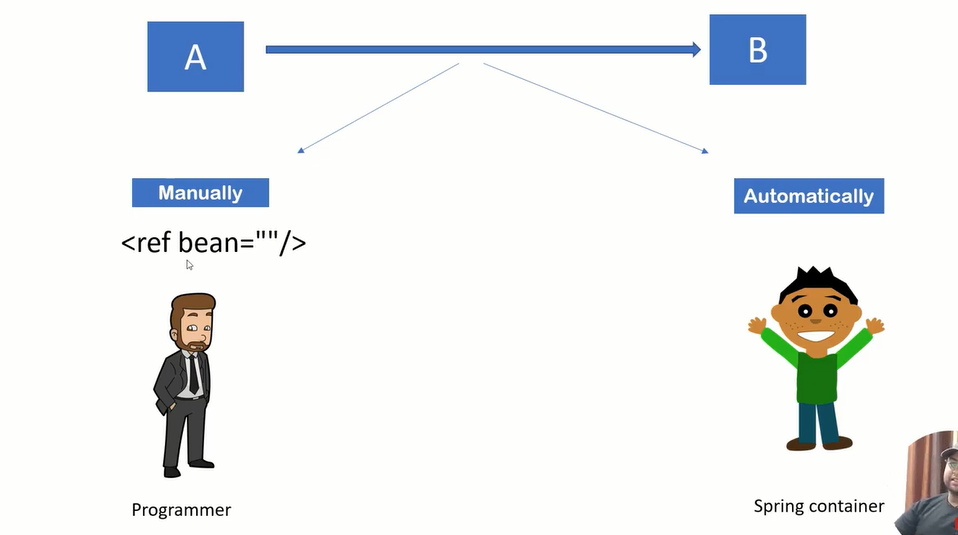 A
B
Manually
Automatically
<ref bean=""/>
Programmer
Spring container